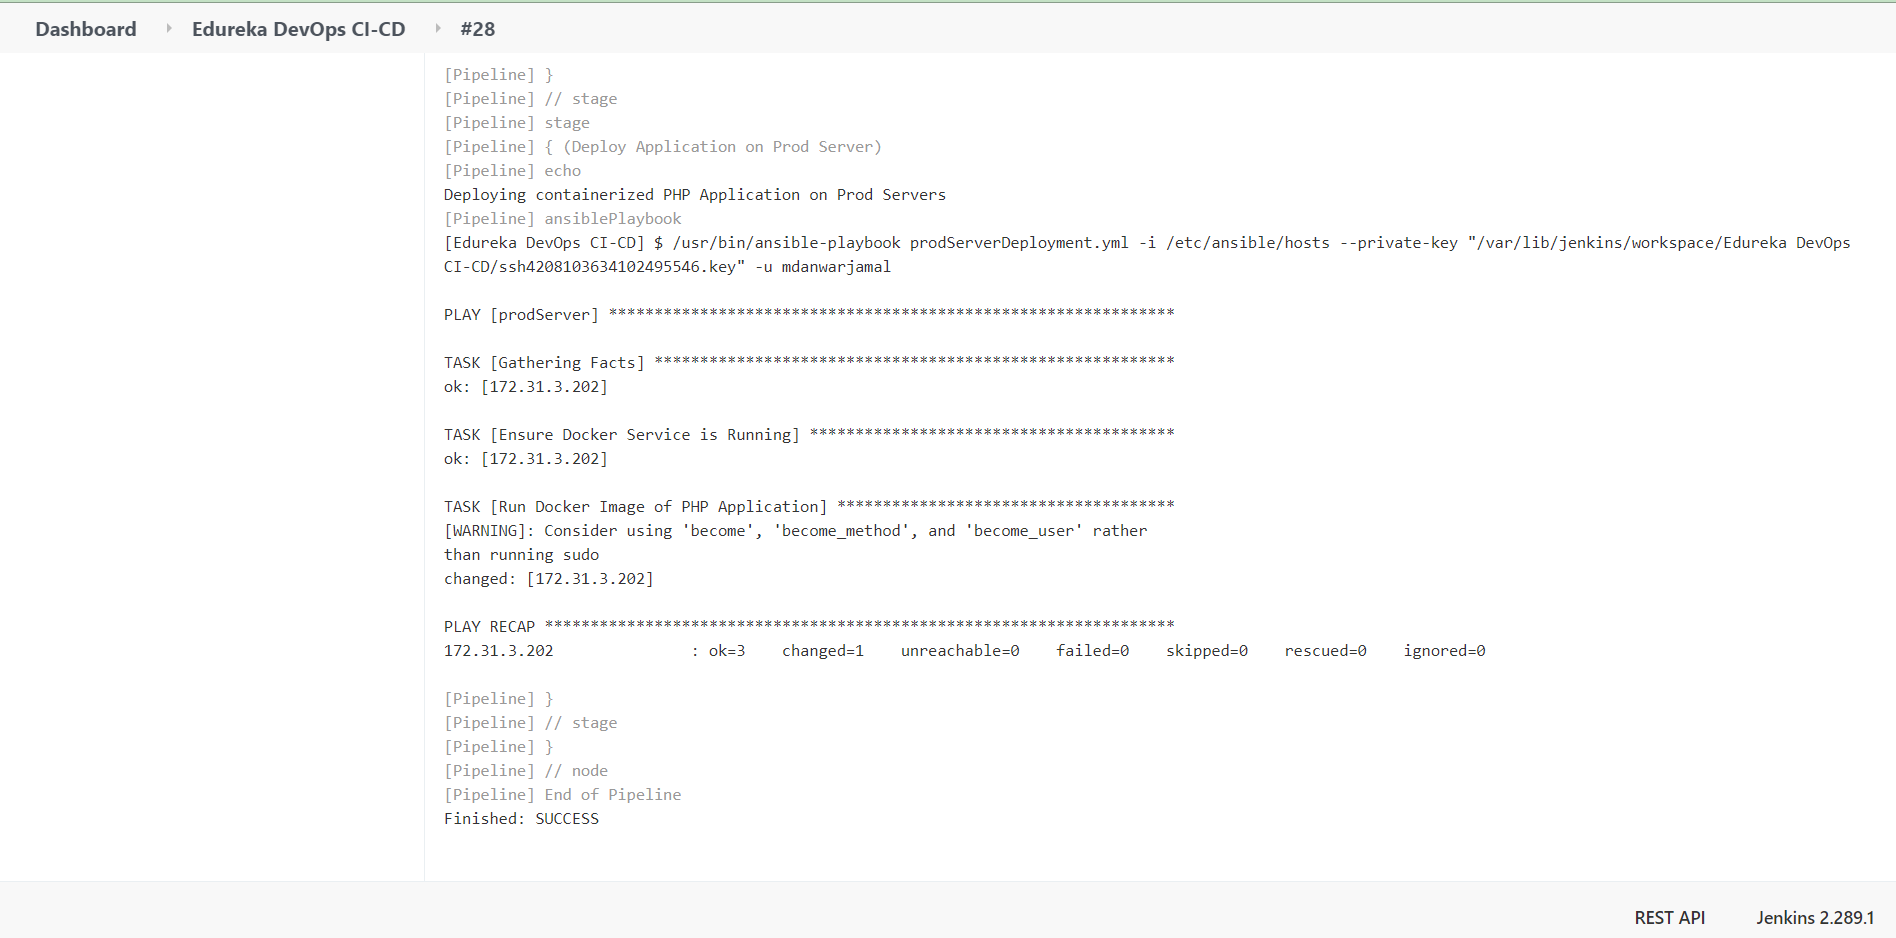 Dashboard Edureka DevOps CI-CD #28
[Pipeline] }
[Pipeline] // stage
[Pipeline] stage
[Pipeline] { (Deploy Application on Prod Server)
[Pipeline] echo
Deploying containerized PHP Application on Prod Servers
[Pipeline] ansiblePlaybook
[Edureka DevOps CI-CD] $ /usr/bin/ansible-playbook prodServerDeployment.yml -i /etc/ansible/hosts --private-key "/var/lib/jenkins/workspace/Edureka DevOps
CI-CD/ssh4208103634102495546.key" -u mdanwarjamal
PLAY [prodServer] **************************************************************
TASK [Gathering Facts] *********************************************************
ok: [172.31.3.202]
TASK [Ensure Docker Service is Running] ****************************************
ok: [172.31.3.202]
TASK [Run Docker Image of PHP Application] *************************************
[WARNING]: Consider using 'become', 'become_method', and 'become_user' rather
than running sudo
changed: [172.31.3.202]
PLAY RECAP *********************************************************************
172.31.3.202               : ok=3    changed=1    unreachable=0    failed=0    skipped=0    rescued=0    ignored=0
[Pipeline] }
[Pipeline] // stage
[Pipeline] }
[Pipeline] // node
[Pipeline] End of Pipeline
Finished: SUCCESS
REST API Jenkins 2.289.1